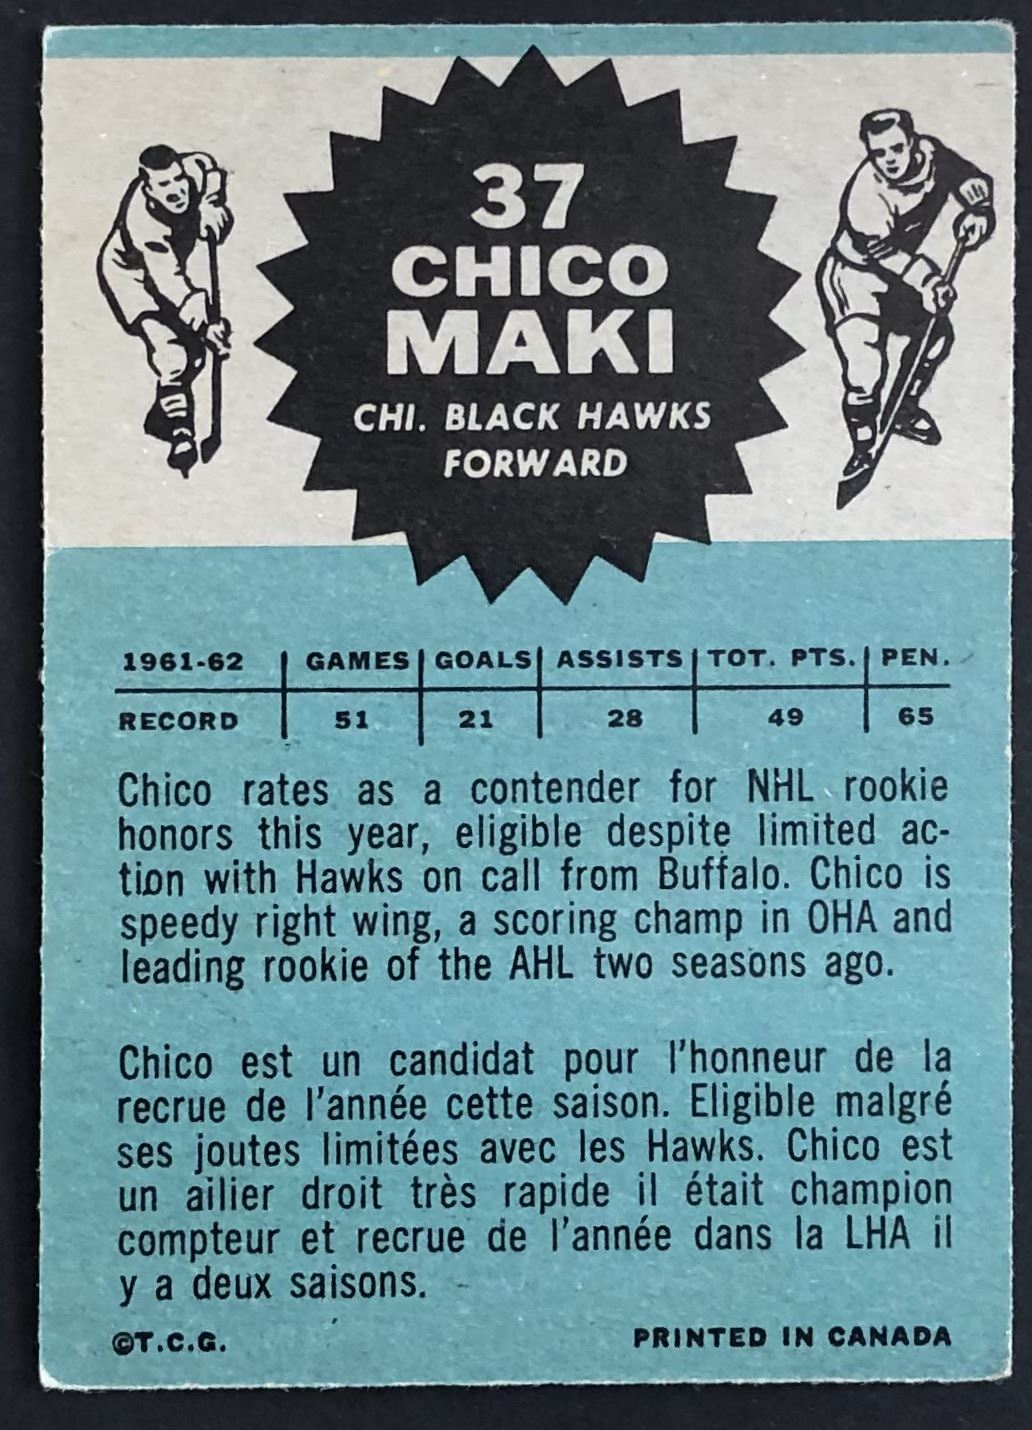 37
CHICO
MAKI
CHI. BLACK HAWKS
FORWARD
1961-62 | GAMES | GOALS | ASSISTS | TOT. PTS. | PEN.
RECORD | 51 | 21 | 28 | 49 | 65
Chico rates as a contender for NHL rookie
honors this year, eligible despite limited ac-
tion with Hawks on call from Buffalo. Chico is
speedy right wing, a scoring champ in OHA and
leading rookie of the AHL two seasons ago.
Chico est un candidat pour l'honneur de la
recrue de l'année cette saison. Eligible malgré
ses joutes limitées avec les Hawks. Chico est
un ailier droit très rapide il était champion
compteur et recrue de l'année dans la LHA il
y a deux saisons.
©T.C.G. PRINTED IN CANADA